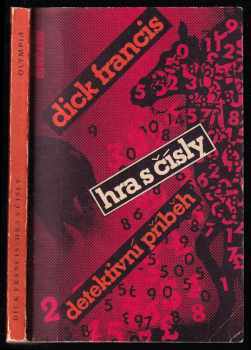 dick francis
hra s čísly
detektivní příběh
DICK FRANCIS HRA S ČÍSLY
OLYMPIA